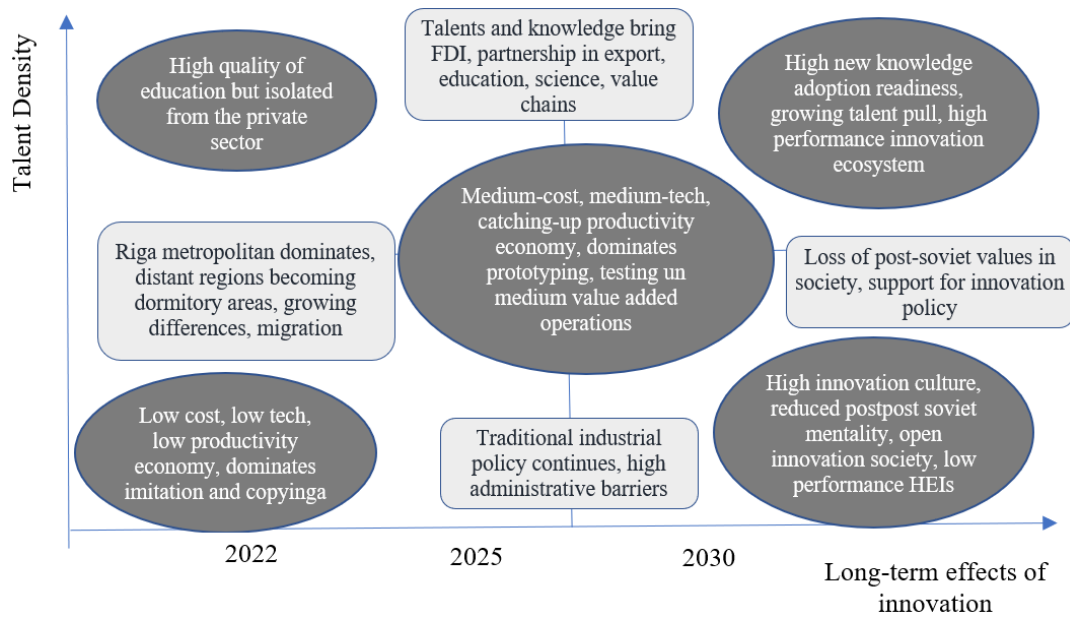 Talent Density
High quality of
education but isolated
from the private
sector
Talents and knowledge bring
FDI, partnership in export,
education, science, value
chains
High new knowledge
adoption readiness,
growing talent pull, high
performance innovation
ecosystem
Riga metropolitan dominates,
distant regions becoming
dormitory areas, growing
differences, migration
Medium-cost, medium-tech,
catching-up productivity
economy, dominates
prototyping, testing un
medium value added
operations
Loss of post-soviet values in
society, support for innovation
policy
Low cost, low tech,
low productivity
economy, dominates
imitation and copyinga
Traditional industrial
policy continues, high
administrative barriers
High innovation culture,
reduced postpost soviet
mentality, open
innovation society, low
performance HEIs
2022
2025
2030
Long-term effects of
innovation